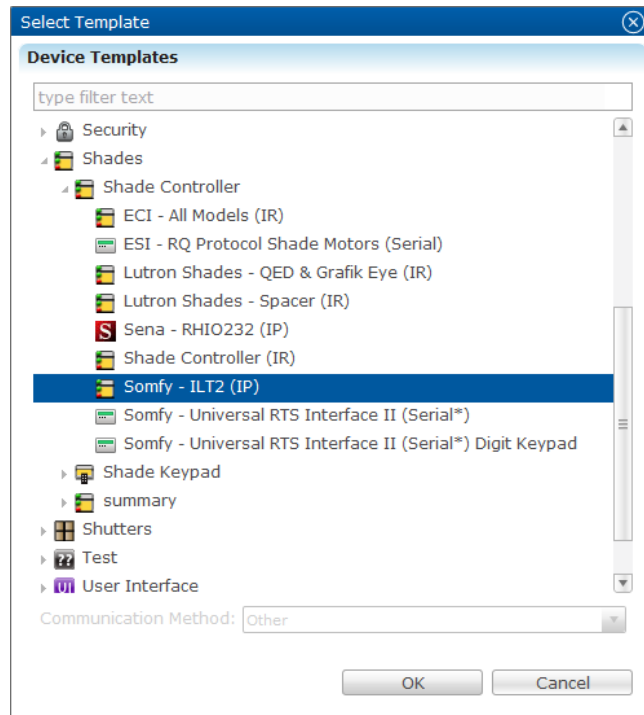 Select Template
Device Templates
type filter text
Security
Shades
Shade Controller
ECI - All Models (IR)
ESI - RQ Protocol Shade Motors (Serial)
Lutron Shades - QED & Grafik Eye (IR)
Lutron Shades - Spacer (IR)
S Sena - RHIO232 (IP)
Shade Controller (IR)
Somfy - ILT2 (IP)
Somfy - Universal RTS Interface II (Serial*)
Somfy - Universal RTS Interface II (Serial*) Digit Keypad
Shade Keypad
summary
Shutters
?? Test
UI User Interface
Communication Method: Other
OK Cancel